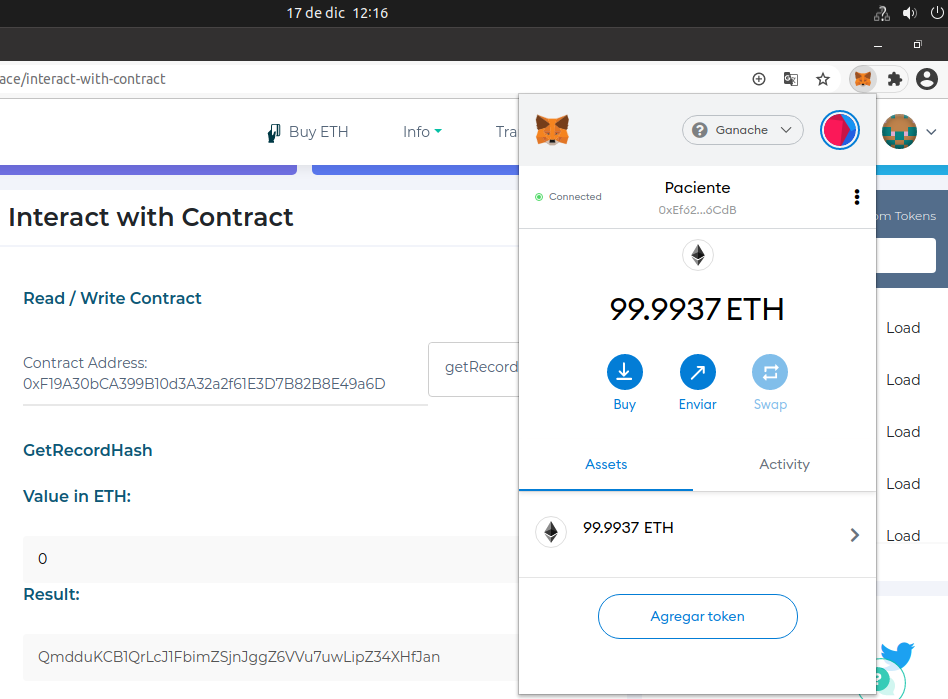 17 de dic 12:16
ace/interact-with-contract
Buy ETH
Info
Tra
Ganache
Interact with Contract
Connected
Paciente
0xEf62...6CdB
om Tokens
99.9937 ETH
Read / Write Contract
Contract Address:
0xF19A30bCA399B10d3A32a2f61E3D7B82B8E49a6D
getRecord
Buy
Enviar
Swap
GetRecordHash
Value in ETH:
0
Result:
QmdduKCB1QrLcJ1FbimZSjnJggZ6VVu7uwLipZ34XHfJan
Assets
Activity
99.9937 ETH
Agregar token
Load
Load
Load
Load
Load